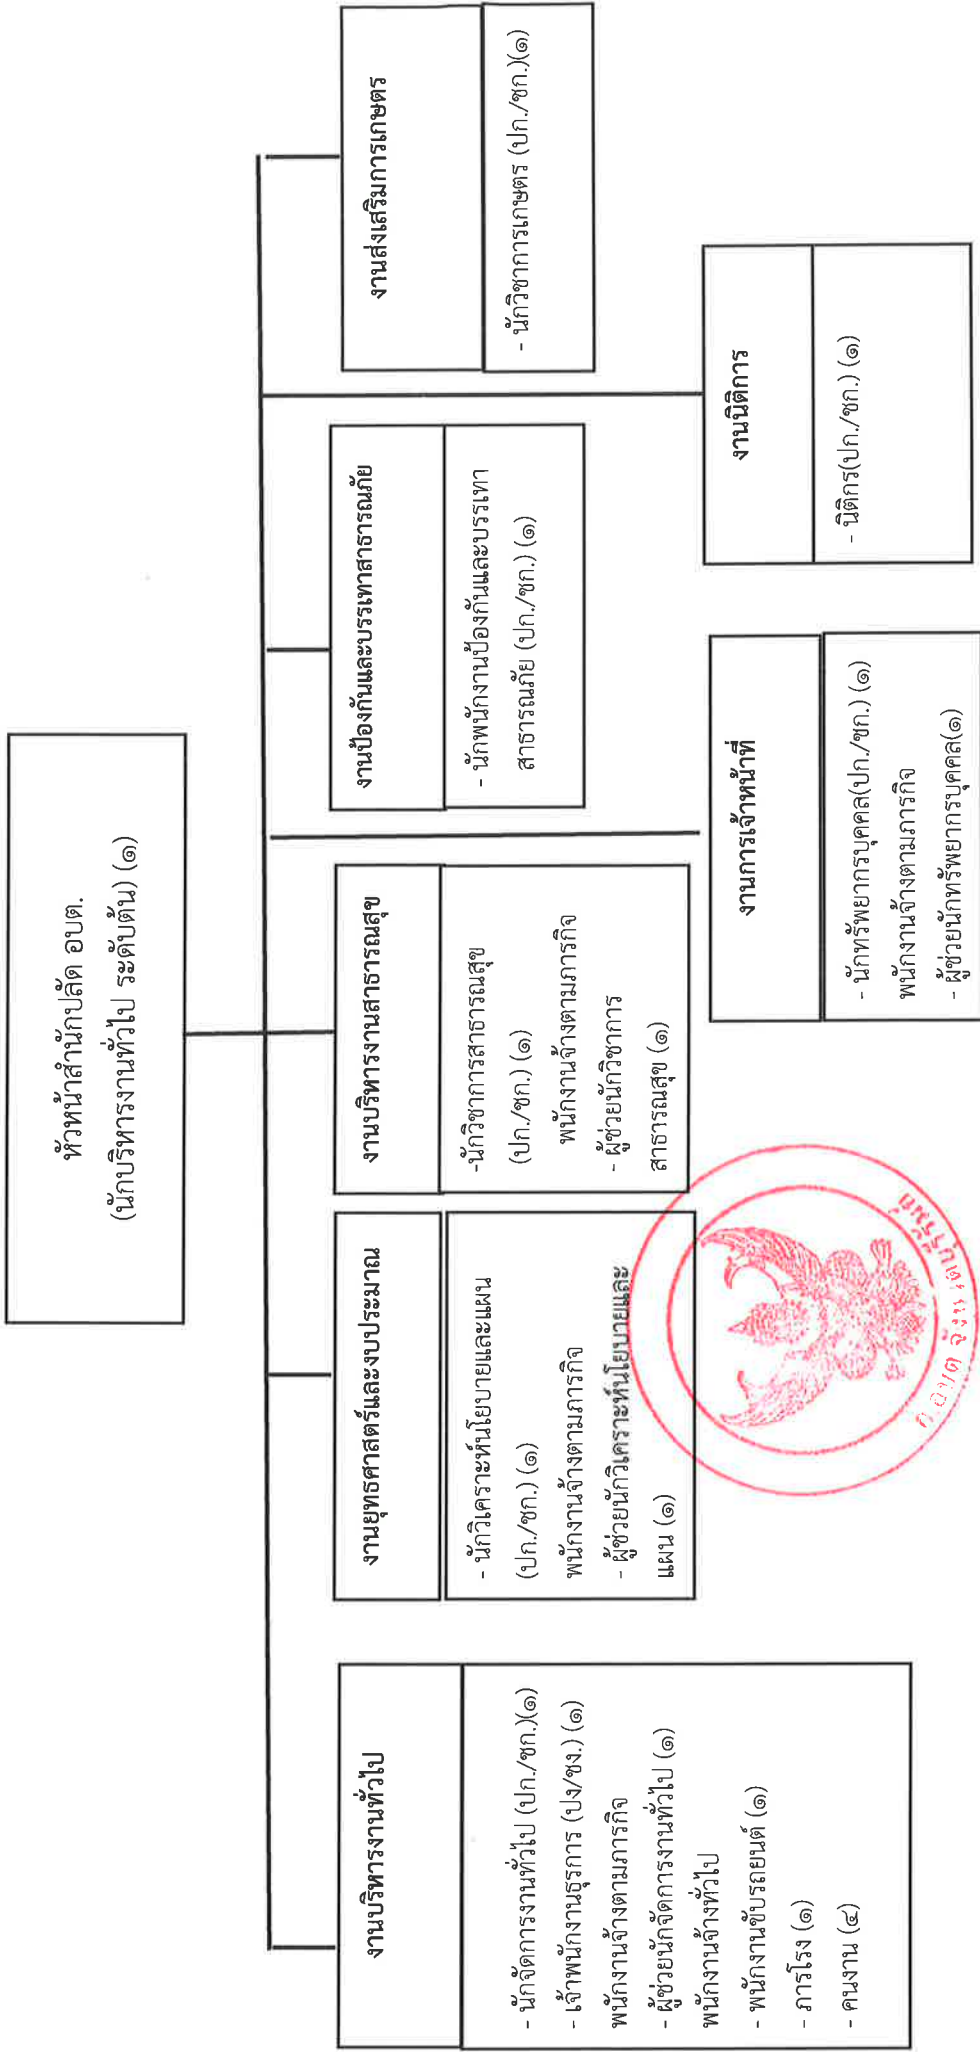 หัวหน้าสำนักปลัด อบต.
(นักบริหารงานทั่วไป ระดับต้น) (๑)
งานบริหารงานทั่วไป
- นักจัดการงานทั่วไป (ปก./ชก.)(๑)
- เจ้าพนักงานธุรการ (ปง/ชง.) (๑)
พนักงานจ้างตามภารกิจ
- ผู้ช่วยนักจัดการงานทั่วไป (๑)
พนักงานจ้างทั่วไป
- พนักงานขับรถยนต์ (๑)
- ภารโรง (๑)
- คนงาน (๔)
งานยุทธศาสตร์และงบประมาณ
- นักวิเคราะห์นโยบายและแผน
(ปก./ชก.) (๑)
พนักงานจ้างตามภารกิจ
- ผู้ช่วยนักวิเคราะห์นโยบายและ
แผน (๑)
งานบริหารงานสาธารณสุข
-นักวิชาการสาธารณสุข
(ปก./ชก.) (๑)
พนักงานจ้างตามภารกิจ
- ผู้ช่วยนักวิชาการ
สาธารณสุข (๑)
งานป้องกันและบรรเทาสาธารณภัย
- นักพนักงานป้องกันและบรรเทา
สาธารณภัย (ปก./ชก.) (๑)
งานส่งเสริมการเกษตร
- นักวิชาการเกษตร (ปก./ชก.)(๑)
งานการเจ้าหน้าที่
- นักทรัพยากรบุคคล(ปก./ชก.) (๑)
พนักงานจ้างตามภารกิจ
- ผู้ช่วยนักทรัพยากรบุคคล(๑)
งานนิติการ
- นิติกร(ปก./ชก.) (๑)
ก.อบต.จังหวัดบุรีรัมย์